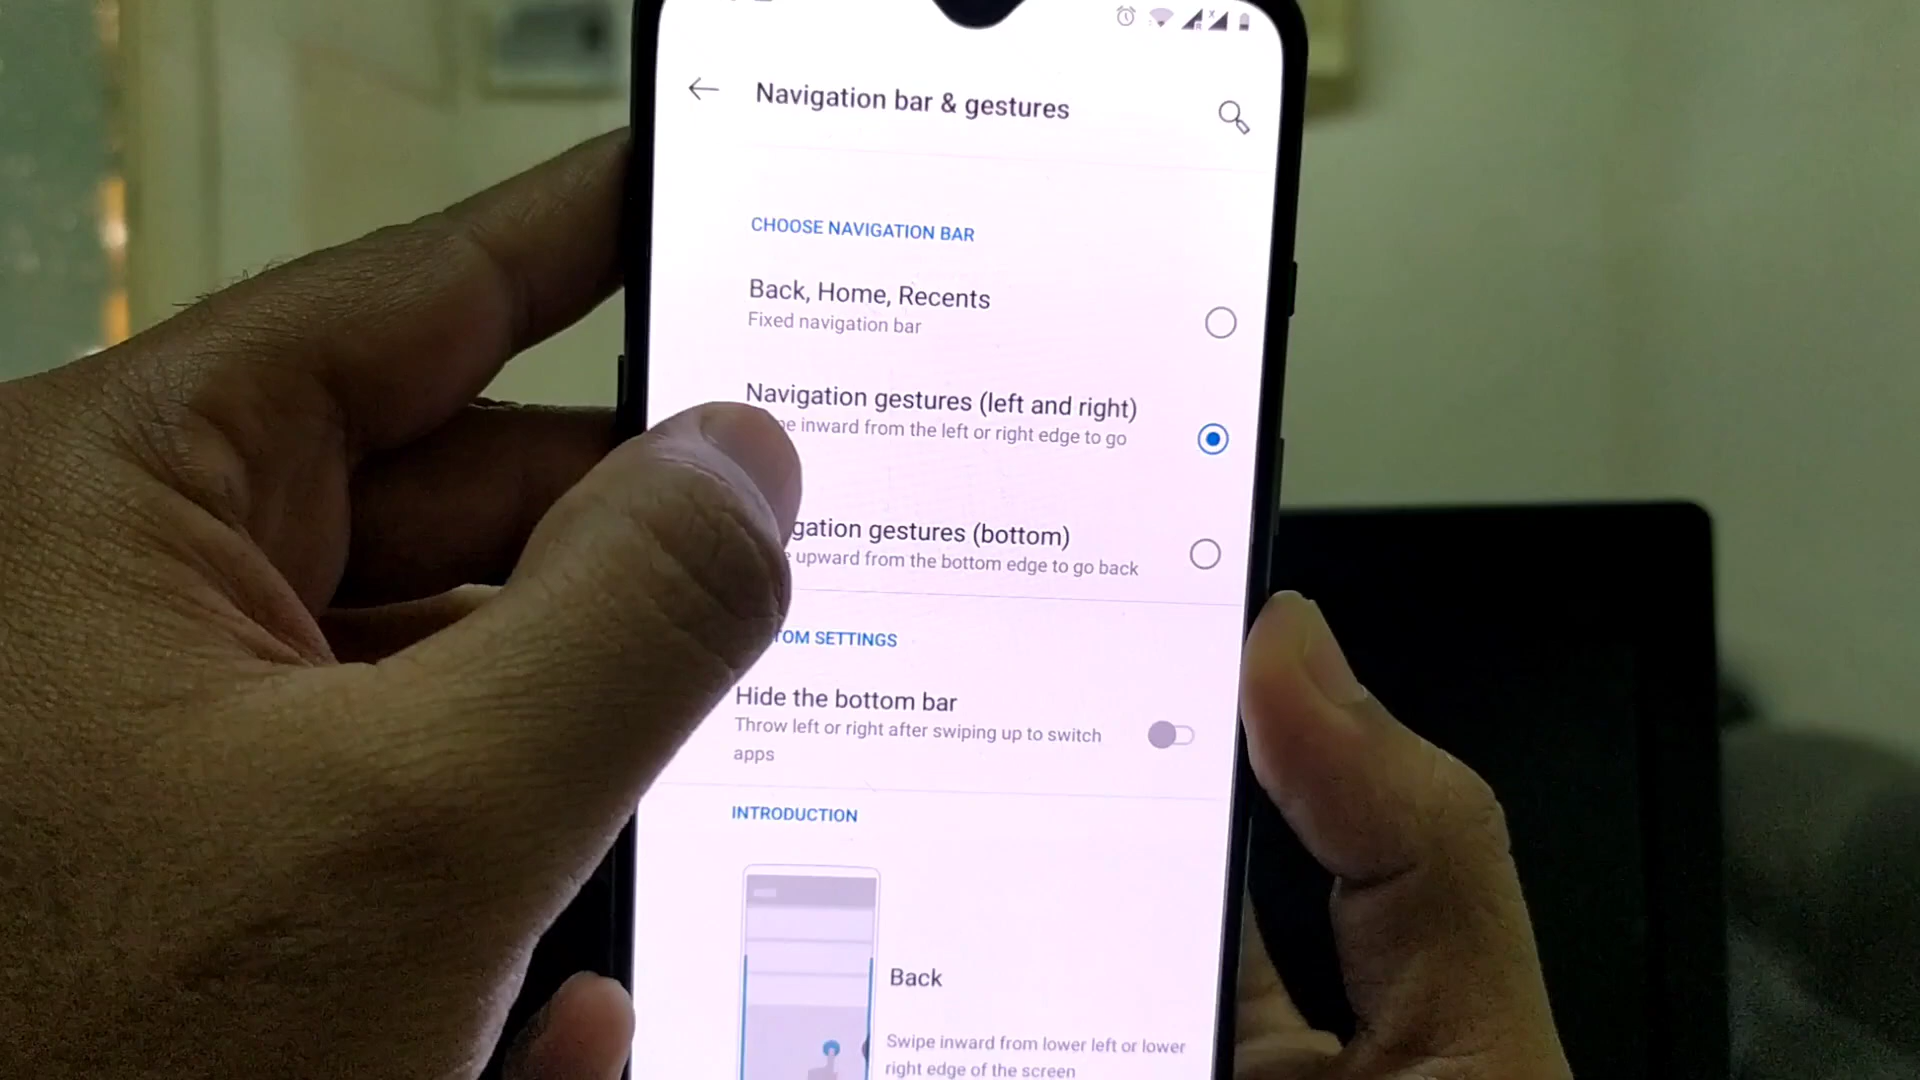 Navigation bar & gestures
CHOOSE NAVIGATION BAR
Back, Home, Recents
Fixed navigation bar
Navigation gestures (left and right)
inward from the left or right edge to go
gestures (bottom)
upward from the bottom edge to go back
SETTINGS
Hide the bottom bar
Throw left or right after swiping up to switch
apps
INTRODUCTION
Back
Swipe inward from lower left or lower
right edge of the screen